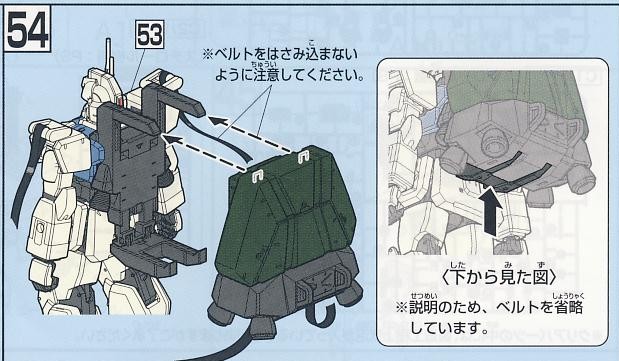 54
53
※ベルトをはさみ込まない
ように注意してください。
〈下から見た図〉
※説明のため、ベルトを省略
しています。